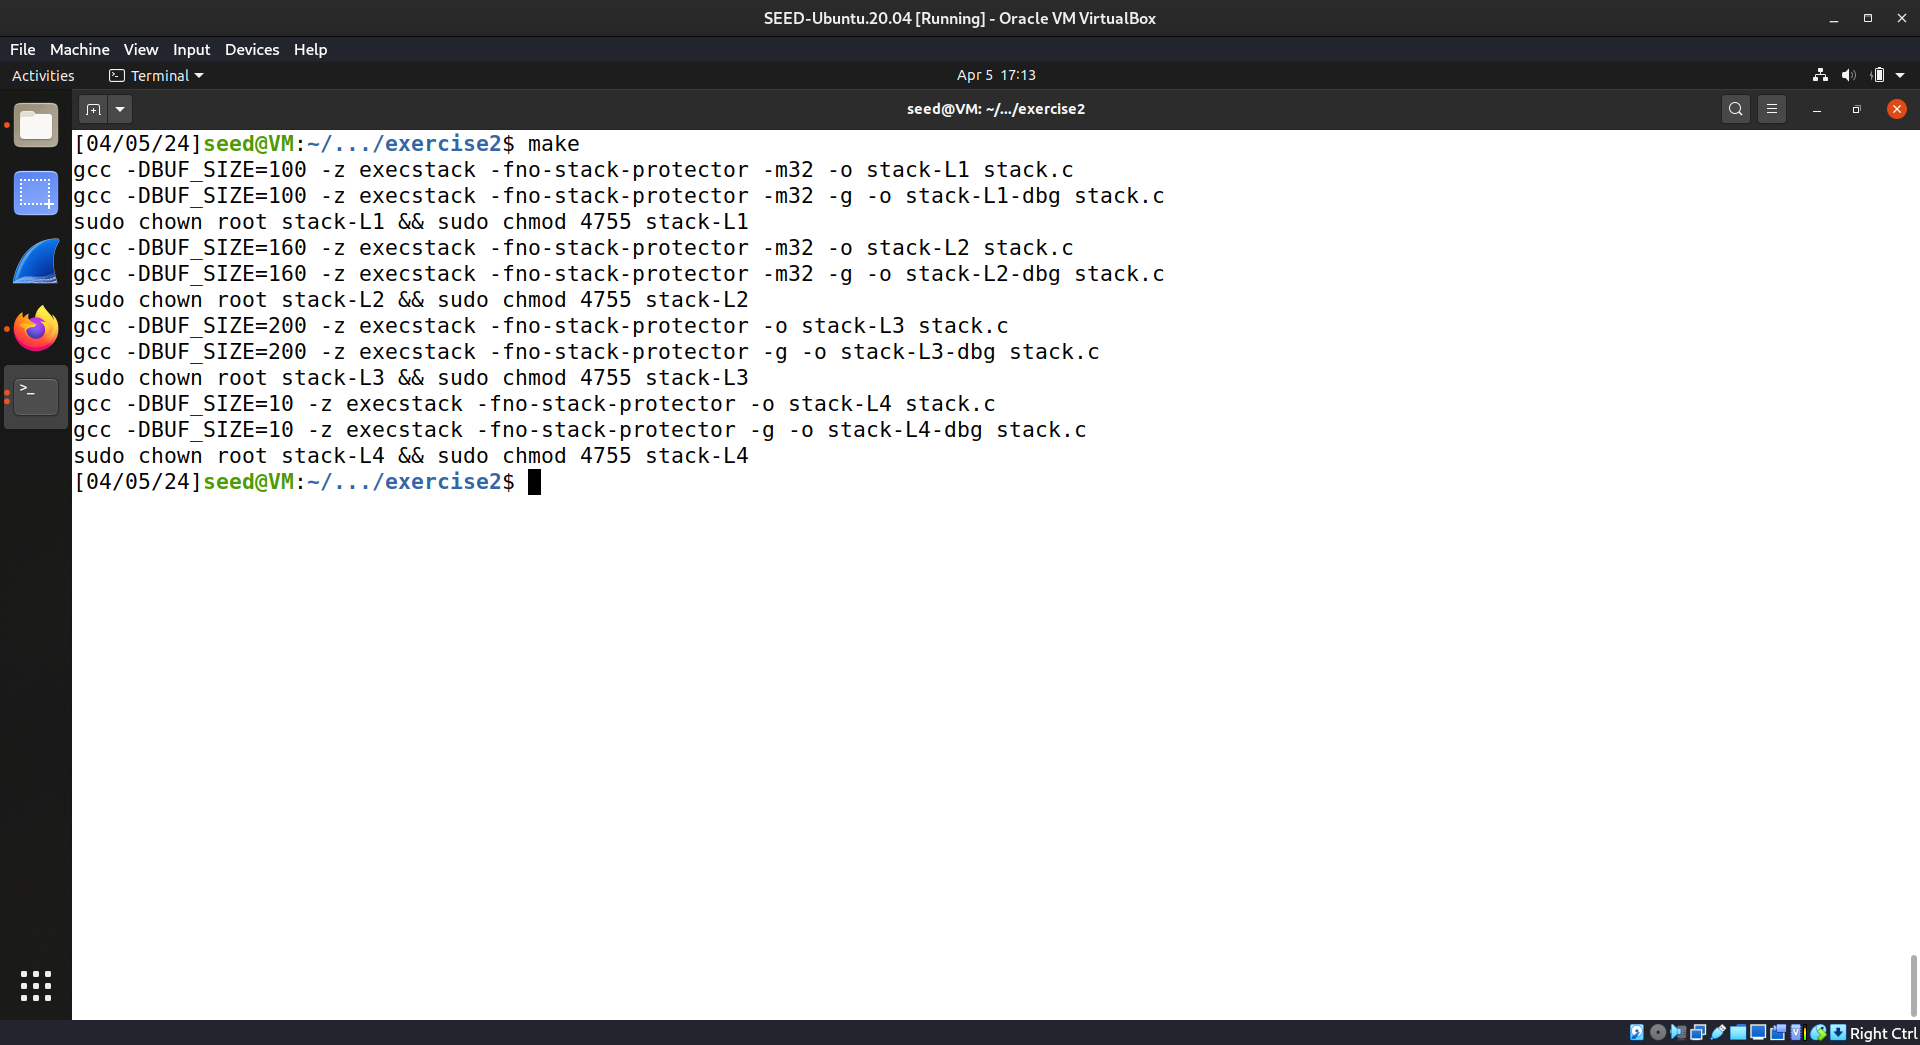 SEED-Ubuntu.20.04 [Running] - Oracle VM VirtualBox
File Machine View Input Devices Help
Activities Terminal Apr 5 17:13
seed@VM: ~/.../exercise2
[04/05/24]seed@VM:~/.../exercise2$ make
gcc -DBUF_SIZE=100 -z execstack -fno-stack-protector -m32 -o stack-L1 stack.c
gcc -DBUF_SIZE=100 -z execstack -fno-stack-protector -m32 -g -o stack-L1-dbg stack.c
sudo chown root stack-L1 && sudo chmod 4755 stack-L1
gcc -DBUF_SIZE=160 -z execstack -fno-stack-protector -m32 -o stack-L2 stack.c
gcc -DBUF_SIZE=160 -z execstack -fno-stack-protector -m32 -g -o stack-L2-dbg stack.c
sudo chown root stack-L2 && sudo chmod 4755 stack-L2
gcc -DBUF_SIZE=200 -z execstack -fno-stack-protector -o stack-L3 stack.c
gcc -DBUF_SIZE=200 -z execstack -fno-stack-protector -g -o stack-L3-dbg stack.c
sudo chown root stack-L3 && sudo chmod 4755 stack-L3
gcc -DBUF_SIZE=10 -z execstack -fno-stack-protector -o stack-L4 stack.c
gcc -DBUF_SIZE=10 -z execstack -fno-stack-protector -g -o stack-L4-dbg stack.c
sudo chown root stack-L4 && sudo chmod 4755 stack-L4
[04/05/24]seed@VM:~/.../exercise2$
Right Ctrl